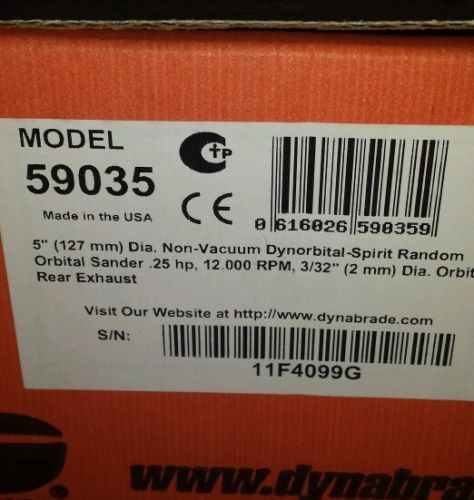 MODEL
59035
Made in the USA
CTP
CE
0 616026 590359
5" (127 mm) Dia. Non-Vacuum Dynorbital-Spirit Random
Orbital Sander .25 hp, 12,000 RPM, 3/32" (2 mm) Dia. Orbit
Rear Exhaust
Visit Our Website at http://www.dynabrade.com
S/N:
11F4099G
®
www.dynabra